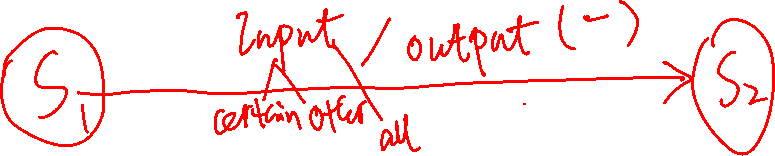 Input / output (-)
S1 S2
certain other all